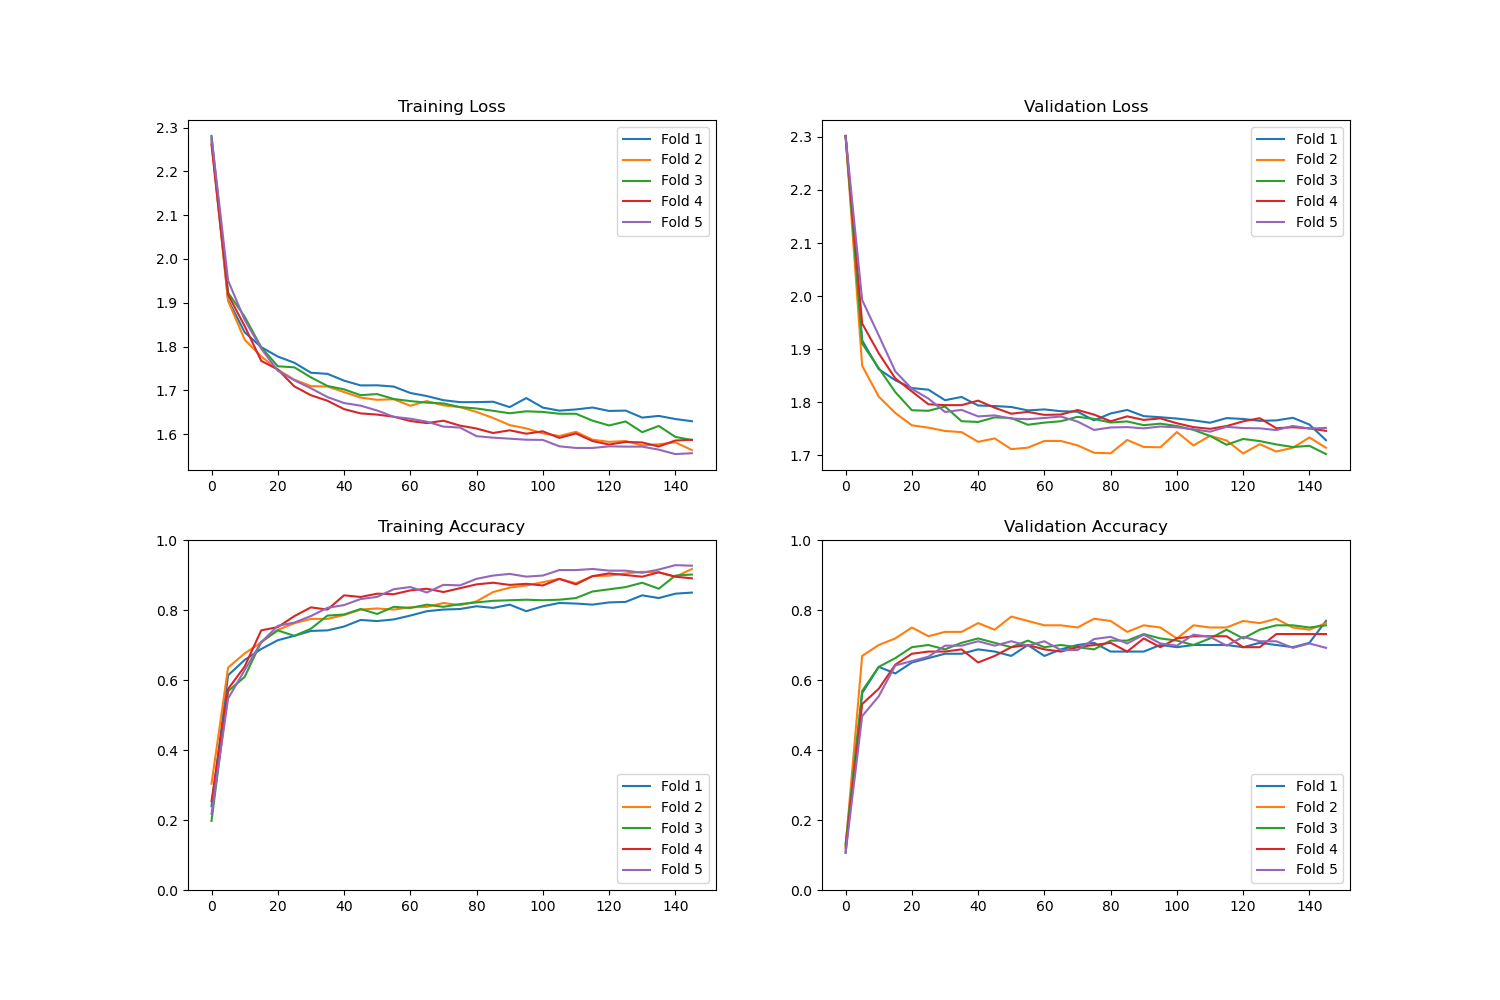 Training Loss
2.3
2.2
2.1
2.0
1.9
1.8
1.7
1.6
0 20 40 60 80 100 120 140
Fold 1
Fold 2
Fold 3
Fold 4
Fold 5
Validation Loss
2.3
2.2
2.1
2.0
1.9
1.8
1.7
0 20 40 60 80 100 120 140
Fold 1
Fold 2
Fold 3
Fold 4
Fold 5
Training Accuracy
1.0
0.8
0.6
0.4
0.2
0.0
0 20 40 60 80 100 120 140
Fold 1
Fold 2
Fold 3
Fold 4
Fold 5
Validation Accuracy
1.0
0.8
0.6
0.4
0.2
0.0
0 20 40 60 80 100 120 140
Fold 1
Fold 2
Fold 3
Fold 4
Fold 5